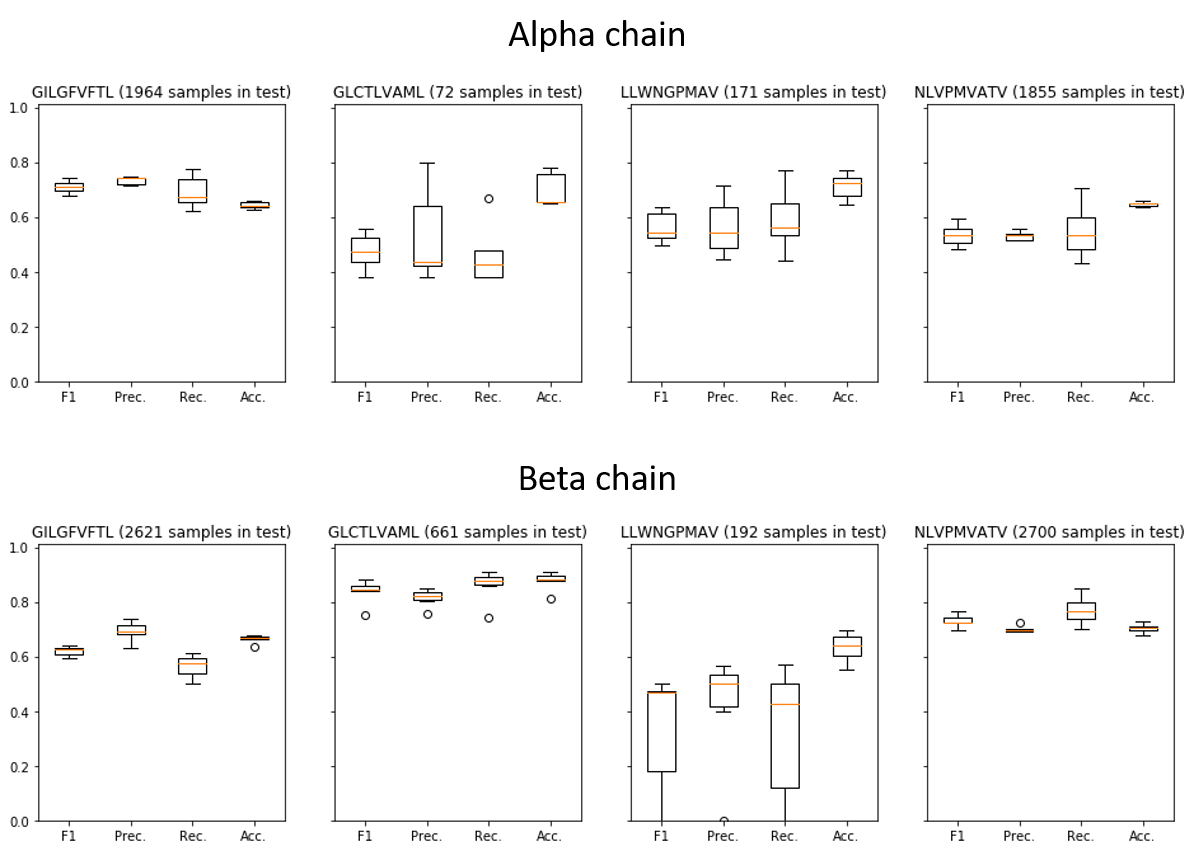 Alpha chain
GILGFVFTL (1964 samples in test) GLCTLVAML (72 samples in test) LLWNGPMAV (171 samples in test) NLVPMVATV (1855 samples in test)
1.0
0.8
0.6
0.4
0.2
0.0
F1 Prec. Rec. Acc. F1 Prec. Rec. Acc. F1 Prec. Rec. Acc. F1 Prec. Rec. Acc.
Beta chain
GILGFVFTL (2621 samples in test) GLCTLVAML (661 samples in test) LLWNGPMAV (192 samples in test) NLVPMVATV (2700 samples in test)
1.0
0.8
0.6
0.4
0.2
0.0
F1 Prec. Rec. Acc. F1 Prec. Rec. Acc. F1 Prec. Rec. Acc. F1 Prec. Rec. Acc.